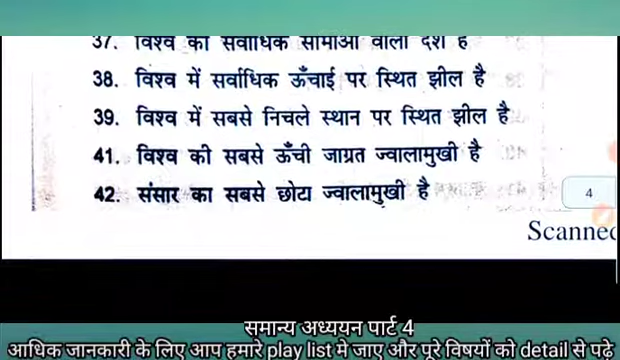 37. विश्व का सर्वाधिक सीमाओं वाला देश है
38. विश्व में सर्वाधिक ऊँचाई पर स्थित झील है
39. विश्व में सबसे निचले स्थान पर स्थित झील है
41. विश्व की सबसे ऊँची जाग्रत ज्वालामुखी है
42. संसार का सबसे छोटा ज्वालामुखी है
4
Scanned
समान्य अध्ययन पार्ट 4
आधिक जानकारी के लिए आप हमारे play list मे जाए और पूरे विषयों को detail से पढ़े